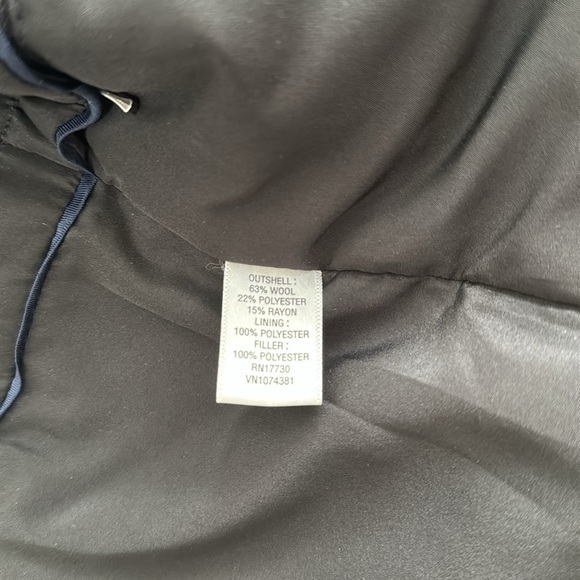 OUTSHELL:
63% WOOL
22% POLYESTER
15% RAYON
LINING:
100% POLYESTER
FILLER:
100% POLYESTER
RN17730
VN1074381